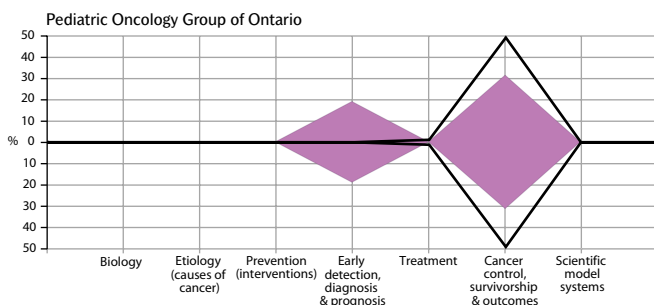 Pediatric Oncology Group of Ontario
50
40
30
20
10
% 0
10
20
30
40
50
Biology
Etiology
(causes of
cancer)
Prevention
(interventions)
Early
detection,
diagnosis
& prognosis
Treatment
Cancer
control,
survivorship
& outcomes
Scientific
model
systems